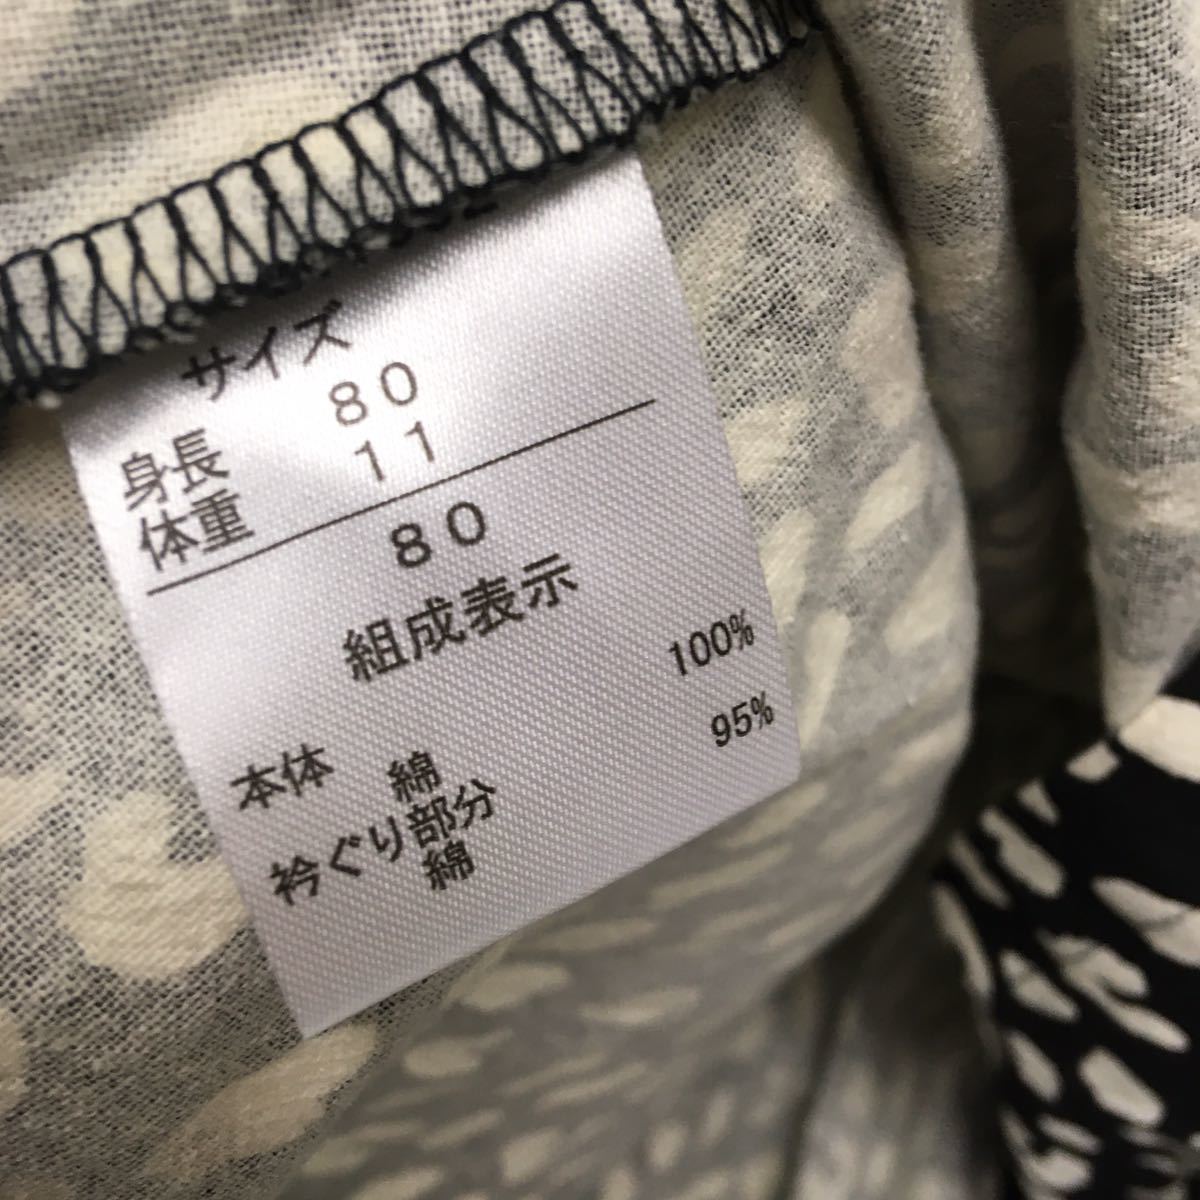 サイズ
身長 80
体重 11
80
組成表示
本体 綿 100%
衿ぐり部分
綿 95%